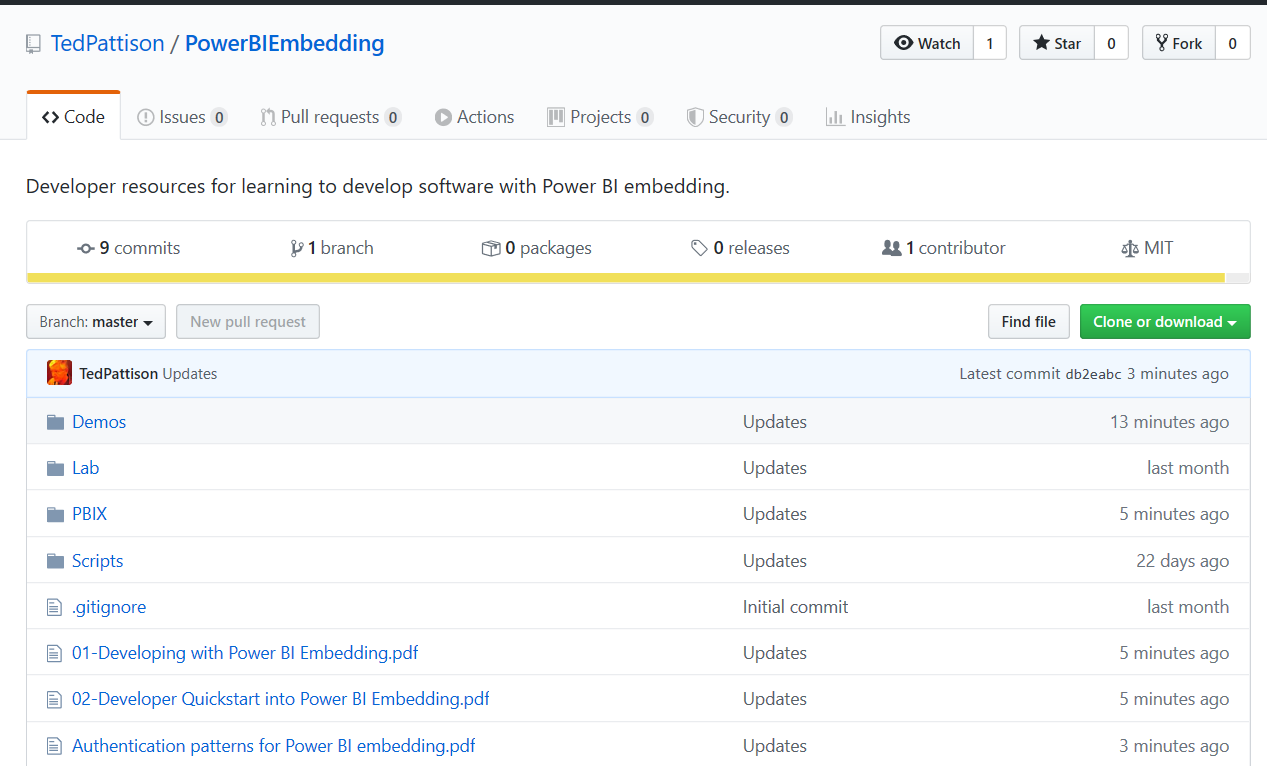 TedPattison / PowerBIEmbedding
Watch 1 Star 0 Fork 0
Code Issues 0 Pull requests 0 Actions Projects 0 Security 0 Insights
Developer resources for learning to develop software with Power BI embedding.
9 commits 1 branch 0 packages 0 releases 1 contributor MIT
Branch: master New pull request Find file Clone or download
TedPattison Updates Latest commit db2eabc 3 minutes ago
Demos Updates 13 minutes ago
Lab Updates last month
PBIX Updates 5 minutes ago
Scripts Updates 22 days ago
.gitignore Initial commit last month
01-Developing with Power BI Embedding.pdf Updates 5 minutes ago
02-Developer Quickstart into Power BI Embedding.pdf Updates 5 minutes ago
Authentication patterns for Power BI embedding.pdf Updates 3 minutes ago